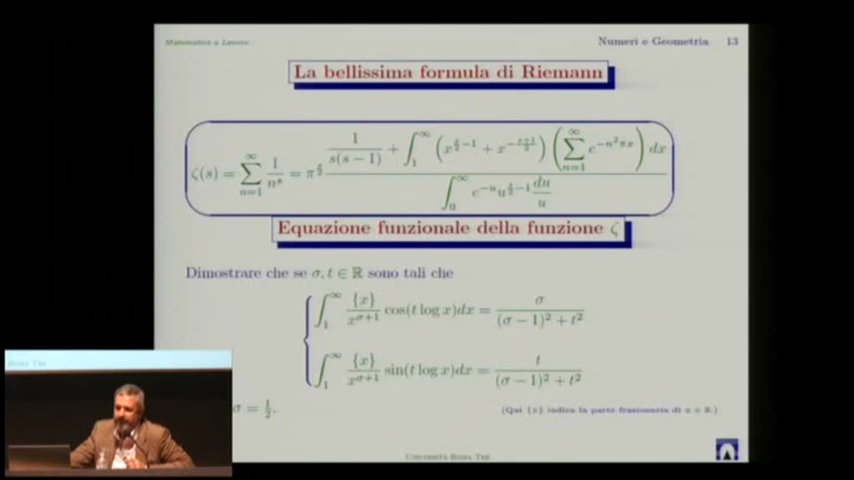 Matematici a Lavoro
Numeri e Geometria 13
La bellissima formula di Riemann
ζ(s) = ∑_{n=1}^{∞} 1/n^s = π^{s/2} (1/(s(s−1)) + ∫_1^∞ (x^{s/2−1} + x^{−(s+1)/2}) (∑_{n=1}^{∞} e^{−n²πx}) dx) / (∫_0^∞ e^{−u} u^{s/2−1} du/u)
Equazione funzionale della funzione ζ
Dimostrare che se σ, t ∈ ℝ sono tali che
∫_1^∞ {x}/x^{σ+1} cos(t log x)dx = σ/((σ−1)² + t²)
∫_1^∞ {x}/x^{σ+1} sin(t log x)dx = t/((σ−1)² + t²)
σ = 1/2.
(Qui {x} indica la parte frazionaria di x ∈ ℝ.)
Università Roma Tre
Roma Tre